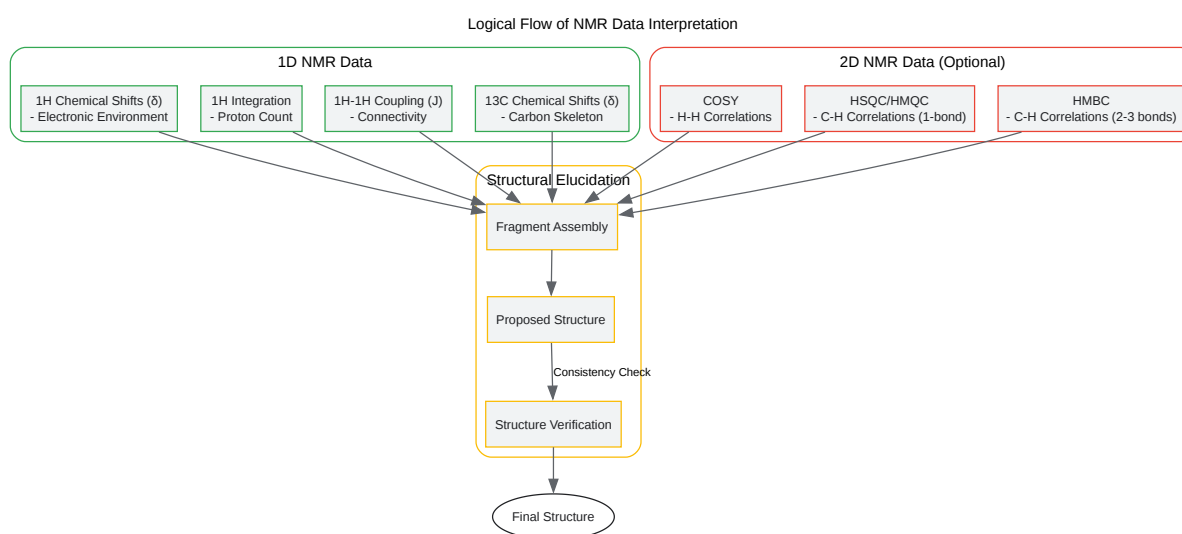 Logical Flow of NMR Data Interpretation
1D NMR Data
2D NMR Data (Optional)
1H Chemical Shifts (δ)
- Electronic Environment
1H Integration
- Proton Count
1H-1H Coupling (J)
- Connectivity
13C Chemical Shifts (δ)
- Carbon Skeleton
COSY
- H-H Correlations
HSQC/HMQC
- C-H Correlations (1-bond)
HMBC
- C-H Correlations (2-3 bonds)
Structural Elucidation
Fragment Assembly
Proposed Structure
Consistency Check
Structure Verification
Final Structure